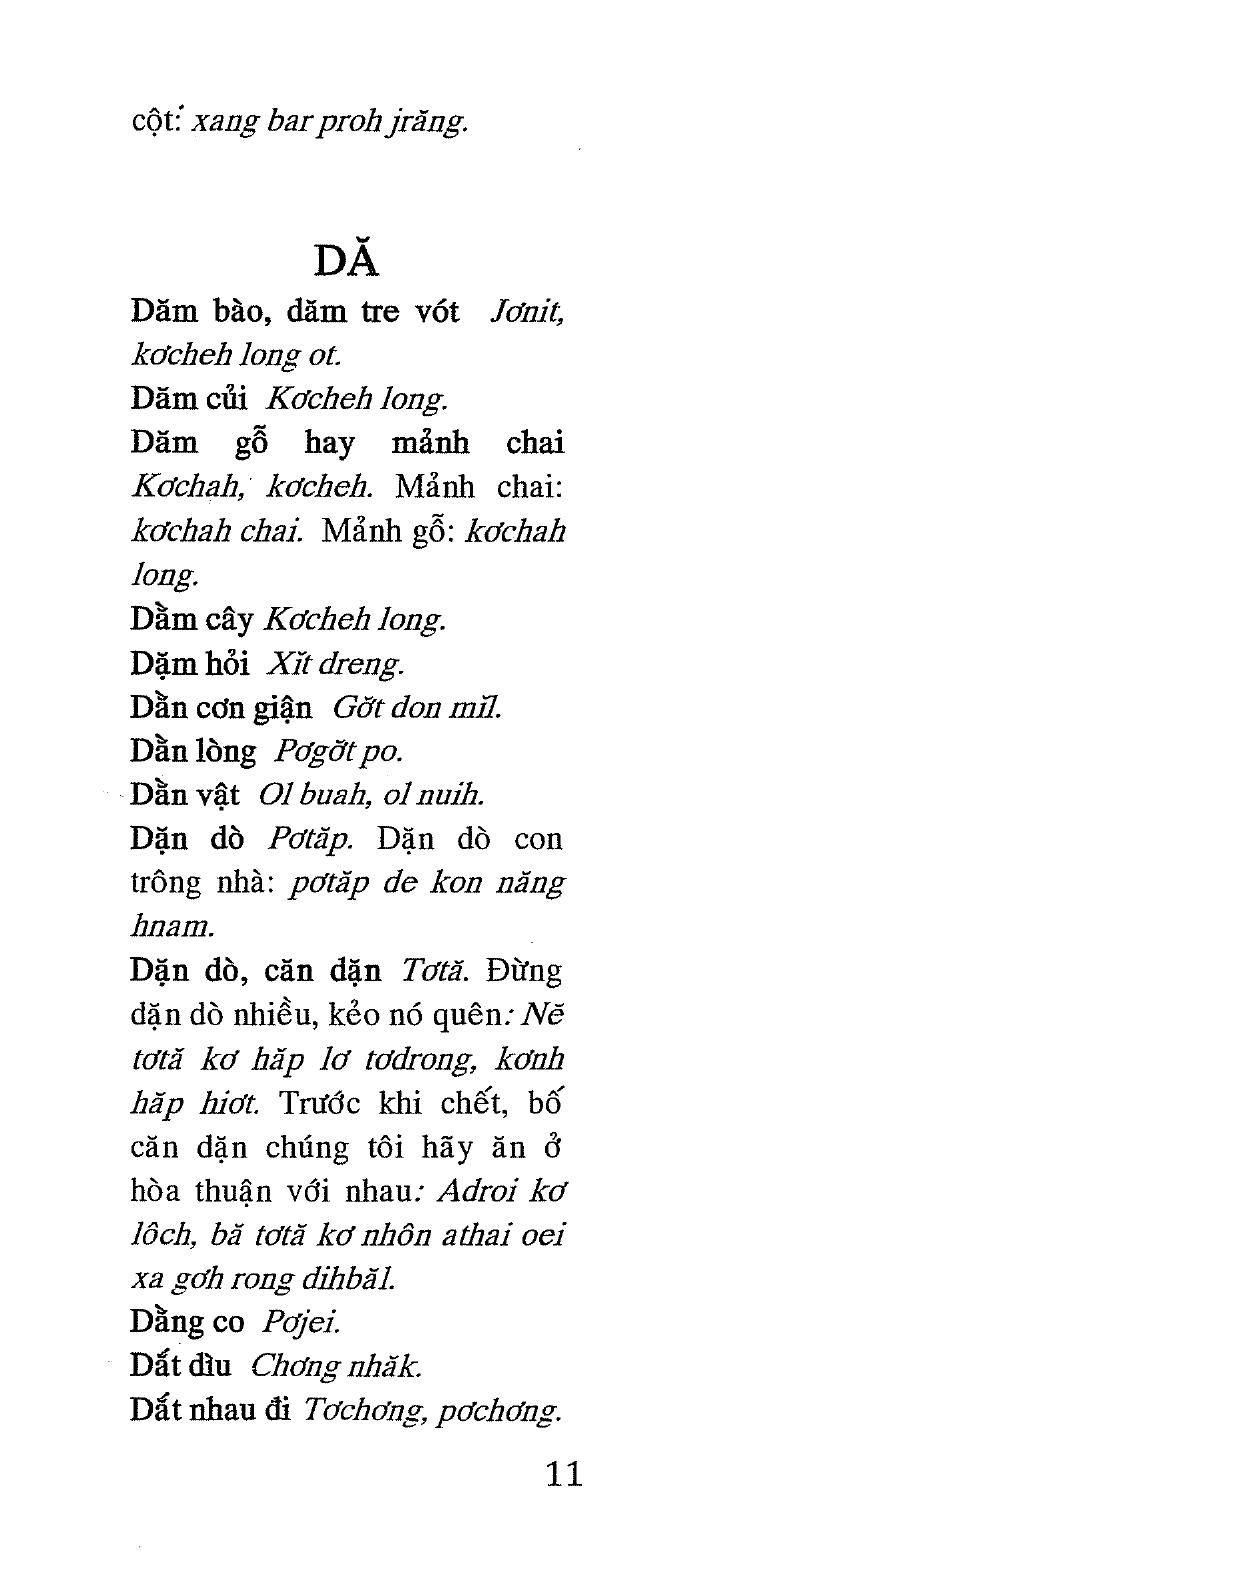 cột: xang bar proh jrăng.
DĂ
Dăm bào, dăm tre vót Jơnit,
kơcheh long ot.
Dăm củi Kơcheh long.
Dăm gỗ hay mảnh chai
Kơchah, kơcheh. Mảnh chai:
kơchah chai. Mảnh gỗ: kơchah
long.
Dằm cây Kơcheh long.
Dặm hỏi Xĭt dreng.
Dằn cơn giận Gơ̆t don mĭl.
Dằn lòng Pơgơ̆t po.
Dằn vật Ol buah, ol nuih.
Dặn dò Pơtăp. Dặn dò con
trông nhà: pơtăp de kon năng
hnam.
Dặn dò, căn dặn Tơtă. Đừng
dặn dò nhiều, kẻo nó quên: Nĕ
tơtă kơ hăp lơ tơdrong, kơnh
hăp hiơt. Trước khi chết, bố
căn dặn chúng tôi hãy ăn ở
hòa thuận với nhau: Adroi kơ
lôch, bă tơtă kơ nhôn athai oei
xa gơh rong dihbăl.
Dằng co Pơjei.
Dắt dìu Chơng nhăk.
Dắt nhau đi Tơchơng, pơchơng.
11